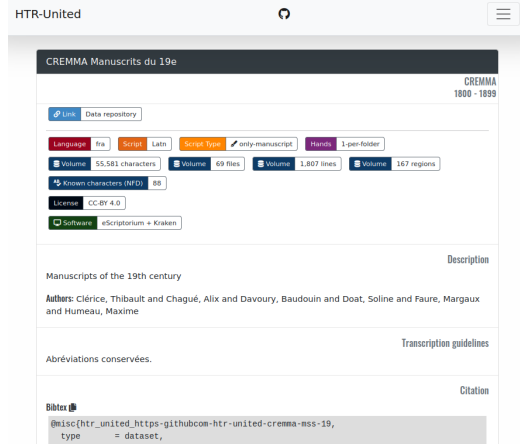 HTR-United
CREMMA Manuscrits du 19e
CREMMA
1800 - 1899
Link Data repository
Language fra Script Latn Script Type only-manuscript Hands 1-per-folder
Volume 55,581 characters Volume 69 files Volume 1,807 lines Volume 167 regions
Known characters (NFD) 88
License CC-BY 4.0
Software eScriptorium + Kraken
Description
Manuscripts of the 19th century
Authors: Clérice, Thibault and Chagué, Alix and Davoury, Baudouin and Doat, Soline and Faure, Margaux
and Humeau, Maxime
Transcription guidelines
Abréviations conservées.
Citation
Bibtex
@misc{htr_united_https-githubcom-htr-united-cremma-mss-19,
type = dataset,